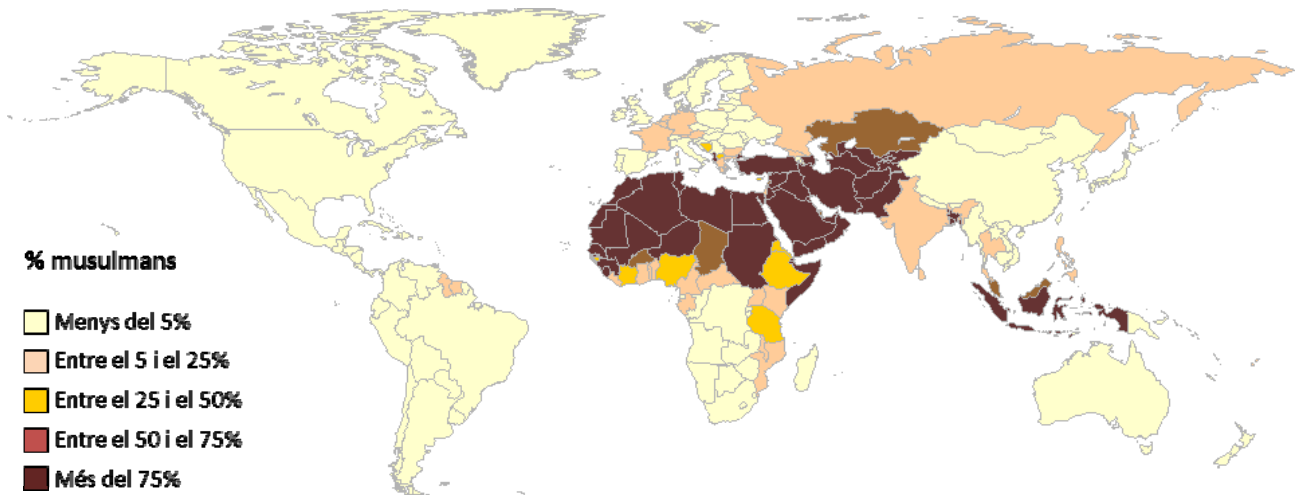 % musulmans
Menys del 5%
Entre el 5 i el 25%
Entre el 25 i el 50%
Entre el 50 i el 75%
Més del 75%